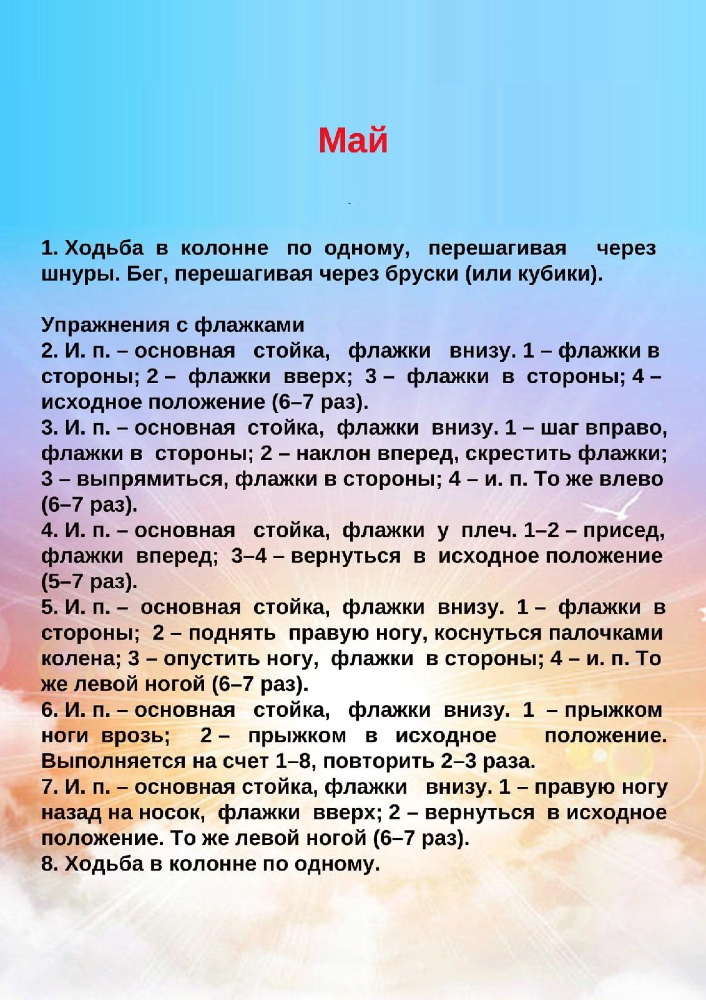 Май
1. Ходьба в колонне по одному, перешагивая через
шнуры. Бег, перешагивая через бруски (или кубики).
Упражнения с флажками
2. И. п. – основная стойка, флажки внизу. 1 – флажки в
стороны; 2 – флажки вверх; 3 – флажки в стороны; 4 –
исходное положение (6–7 раз).
3. И. п. – основная стойка, флажки внизу. 1 – шаг вправо,
флажки в стороны; 2 – наклон вперед, скрестить флажки;
3 – выпрямиться, флажки в стороны; 4 – и. п. То же влево
(6–7 раз).
4. И. п. – основная стойка, флажки у плеч. 1–2 – присед,
флажки вперед; 3–4 – вернуться в исходное положение
(5–7 раз).
5. И. п. – основная стойка, флажки внизу. 1 – флажки в
стороны; 2 – поднять правую ногу, коснуться палочками
колена; 3 – опустить ногу, флажки в стороны; 4 – и. п. То
же левой ногой (6–7 раз).
6. И. п. – основная стойка, флажки внизу. 1 – прыжком
ноги врозь; 2 – прыжком в исходное положение.
Выполняется на счет 1–8, повторить 2–3 раза.
7. И. п. – основная стойка, флажки внизу. 1 – правую ногу
назад на носок, флажки вверх; 2 – вернуться в исходное
положение. То же левой ногой (6–7 раз).
8. Ходьба в колонне по одному.